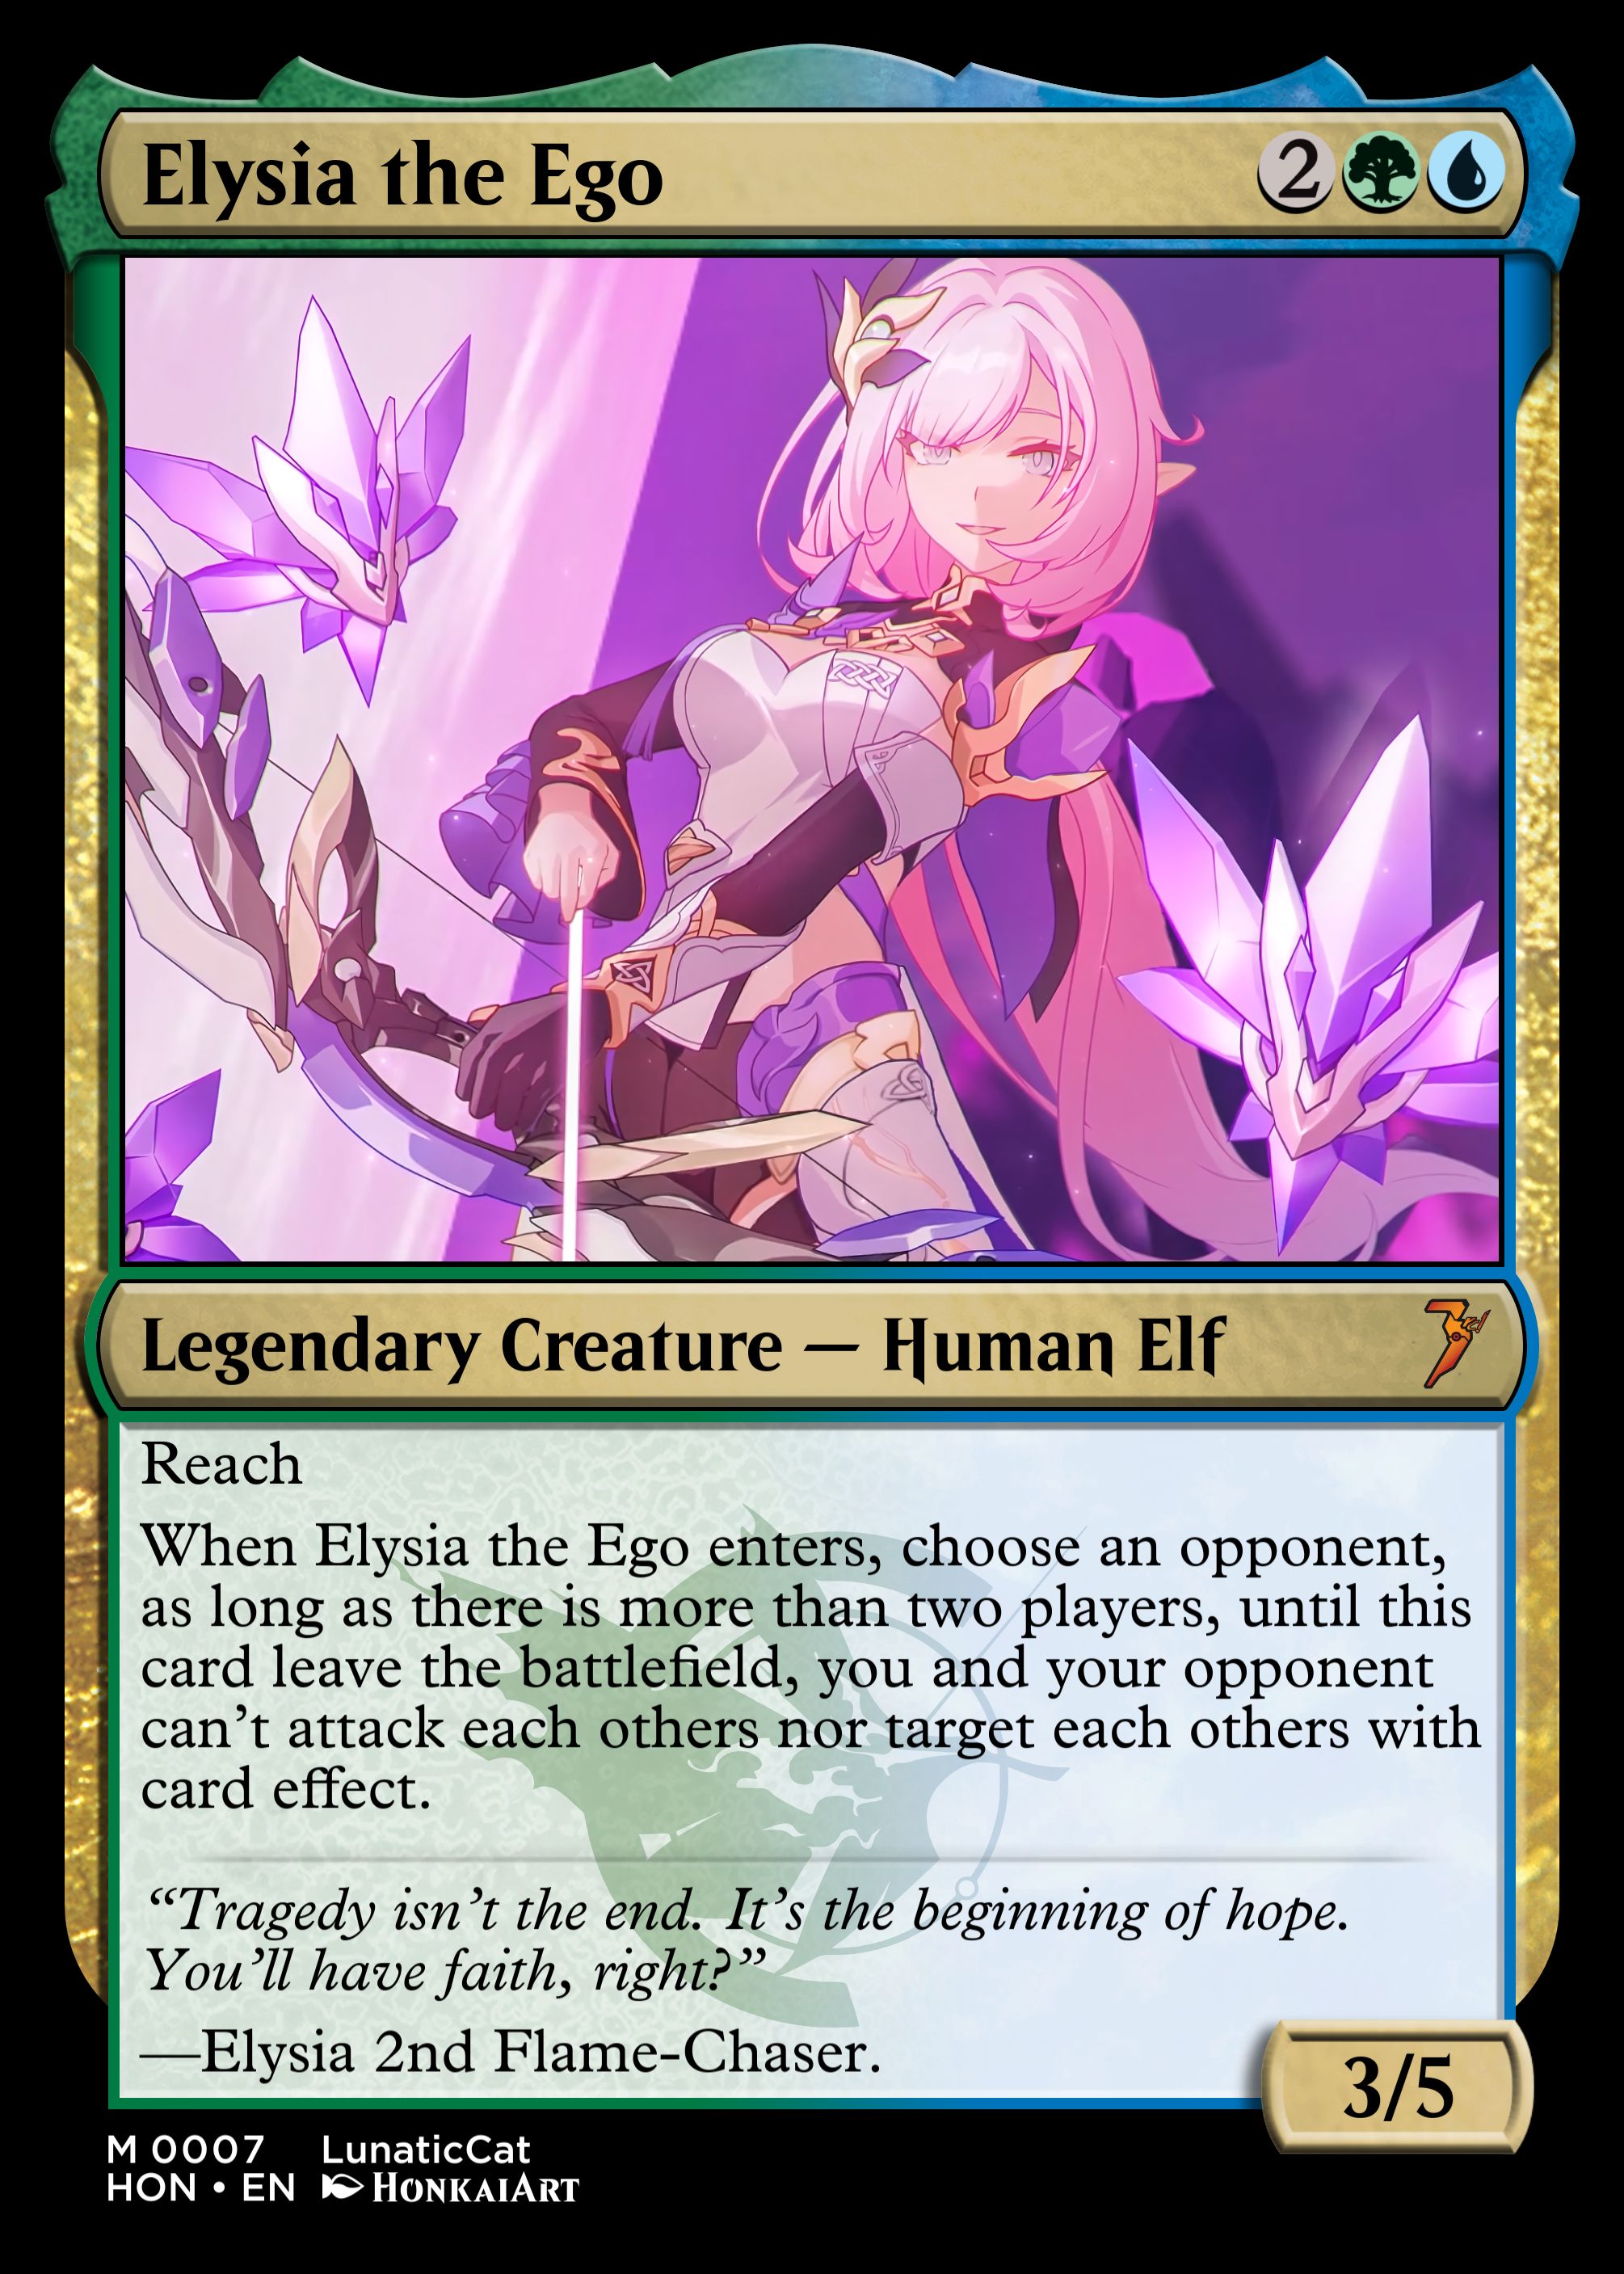 Elysia the Ego 2
Legendary Creature — Human Elf
Reach
When Elysia the Ego enters, choose an opponent,
as long as there is more than two players, until this
card leave the battlefield, you and your opponent
can’t attack each others nor target each others with
card effect.
“Tragedy isn’t the end. It’s the beginning of hope.
You’ll have faith, right?”
—Elysia 2nd Flame-Chaser.
3/5
M 0007 LunaticCat
HON • EN HonkaiArt